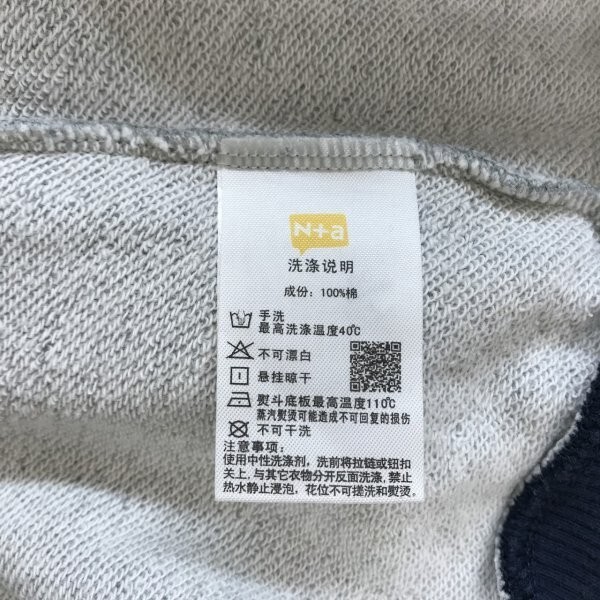 N+a
洗涤说明
成份：100%棉
手洗
最高洗涤温度40℃
不可漂白
悬挂晾干
熨斗底板最高温度110℃
蒸汽熨烫可能造成不可回复的损伤
不可干洗
注意事项：
使用中性洗涤剂，洗前将拉链或钮扣
关上，与其它衣物分开反面洗涤，禁止
热水静止浸泡，花位不可搓洗和熨烫。